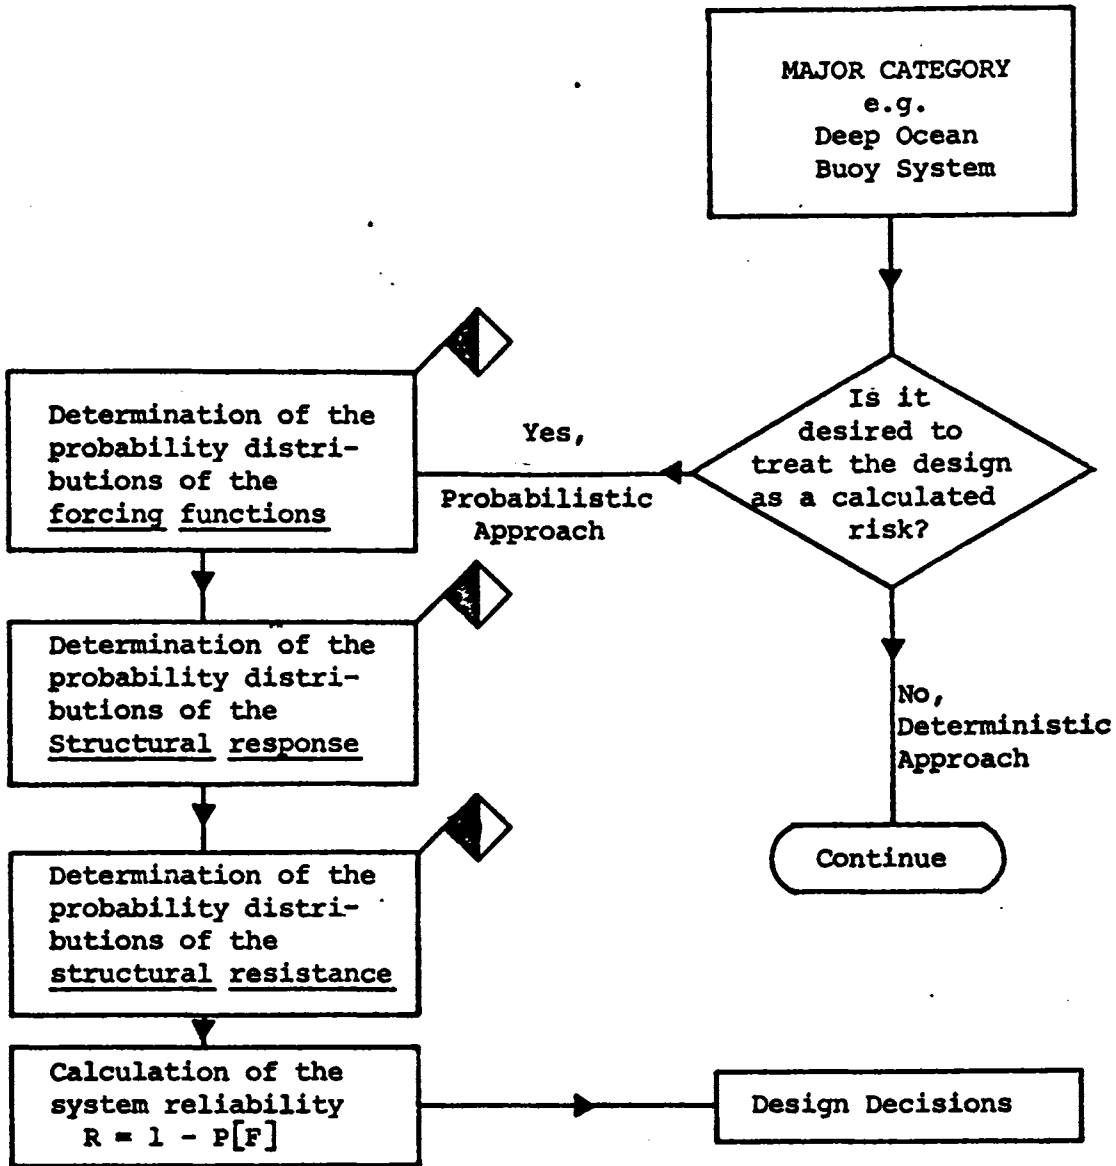 MAJOR CATEGORY
e.g.
Deep Ocean
Buoy System
Is it
desired to
treat the design
as a calculated
risk?
Yes,
Probabilistic
Approach
No,
Deterministic
Approach
Continue
Determination of the
probability distri-
butions of the
forcing functions
Determination of the
probability distri-
butions of the
Structural response
Determination of the
probability distri-
butions of the
structural resistance
Calculation of the
system reliability
R = 1 - P[F]
Design Decisions